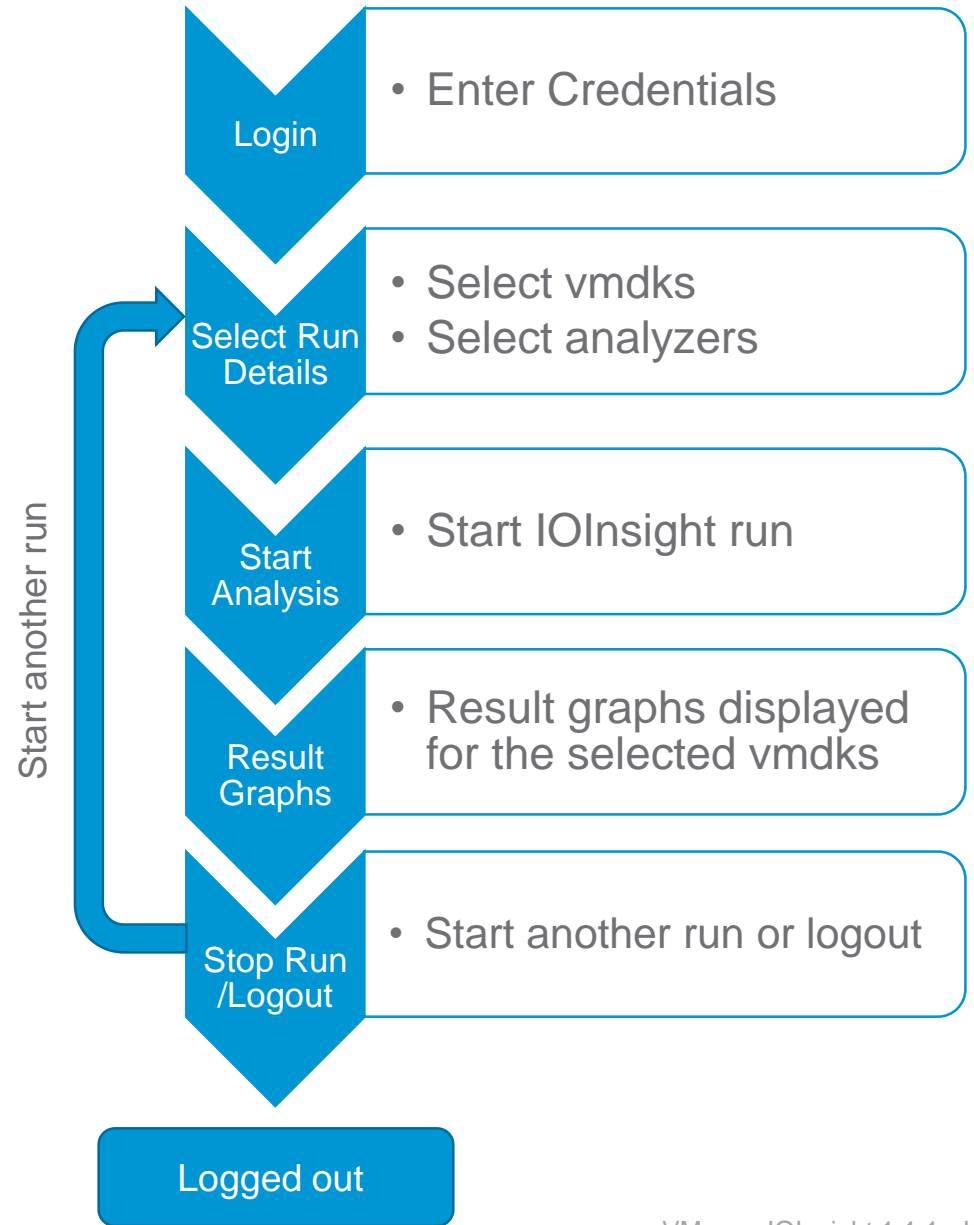 Login
• Enter Credentials
Select Run
Details
• Select vmdks
• Select analyzers
Start
Analysis
• Start IOInsight run
Result
Graphs
• Result graphs displayed
for the selected vmdks
Stop Run
/Logout
• Start another run or logout
Start another run
Logged out